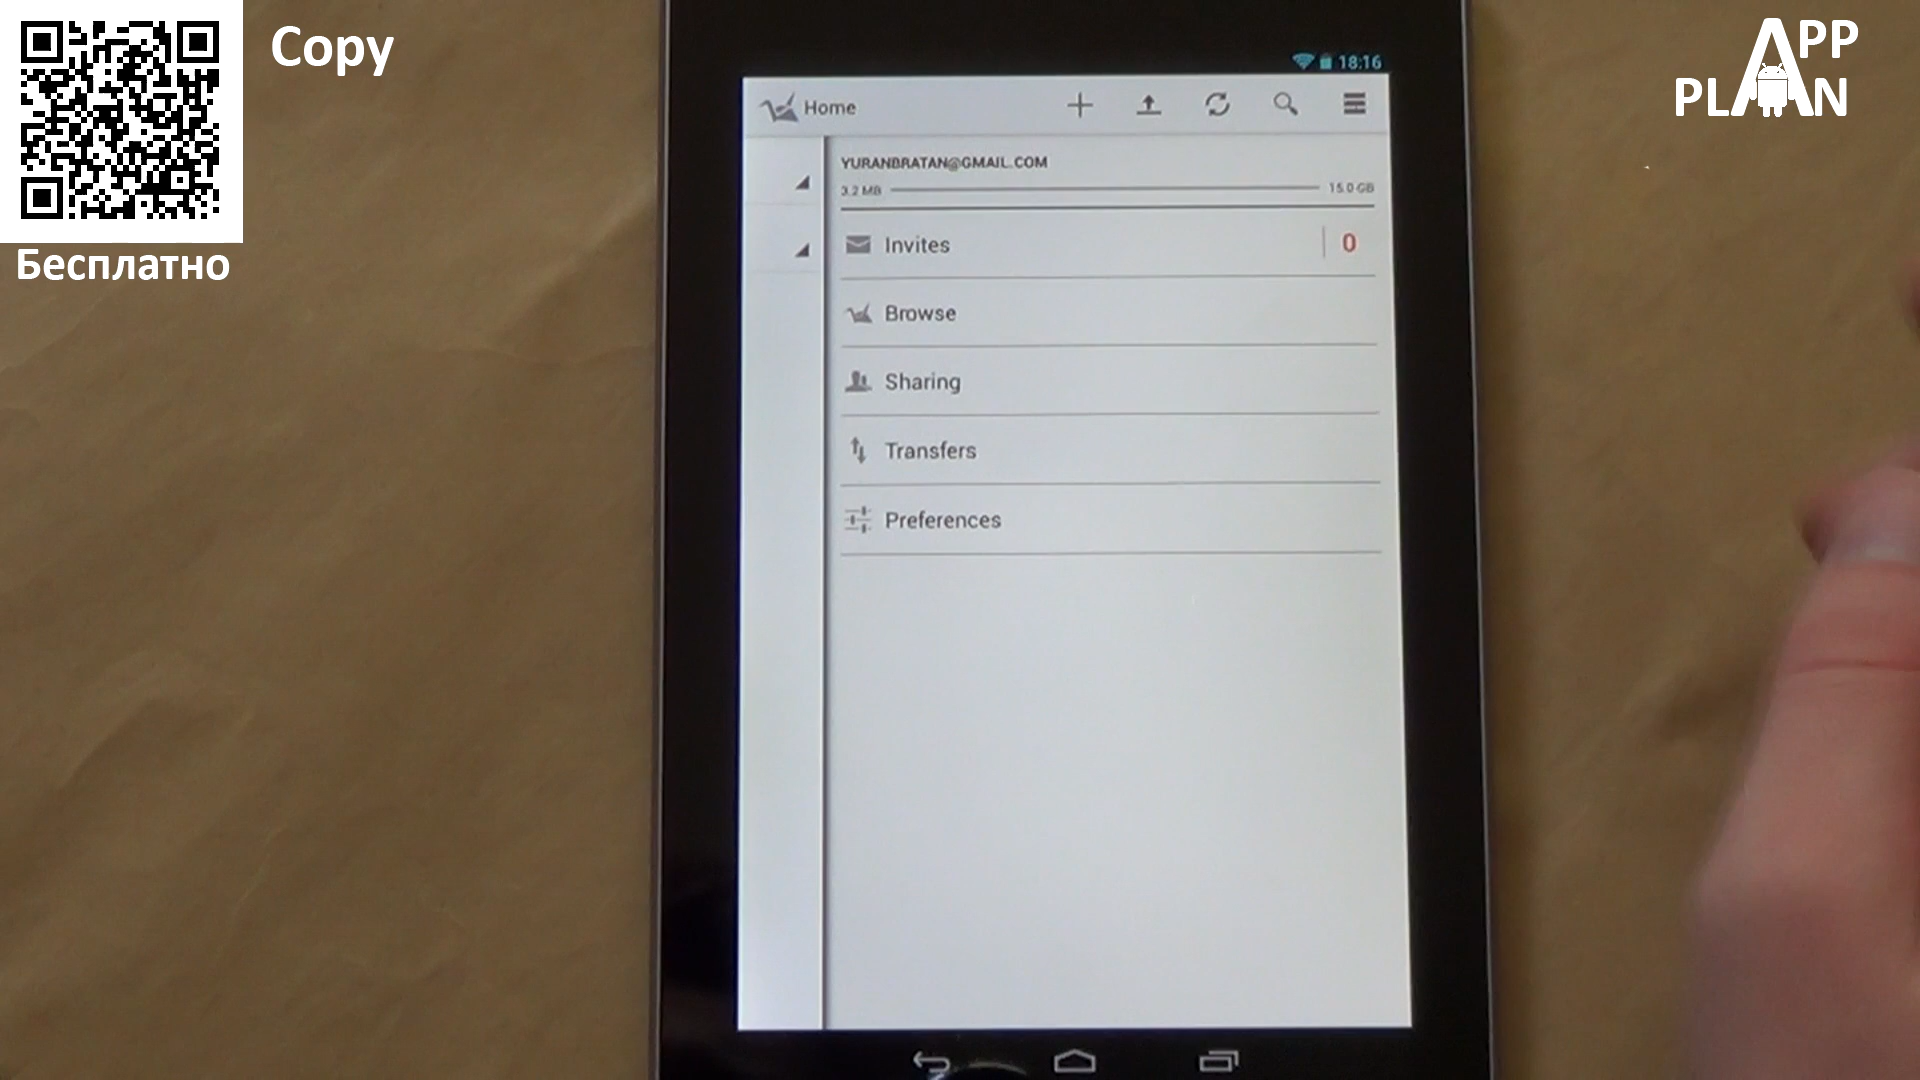 Copy
Бесплатно
APP
PLAN
18:16
Home
YURANBRATAN@GMAIL.COM
3.2 MB 15.0 GB
Invites 0
Browse
Sharing
Transfers
Preferences